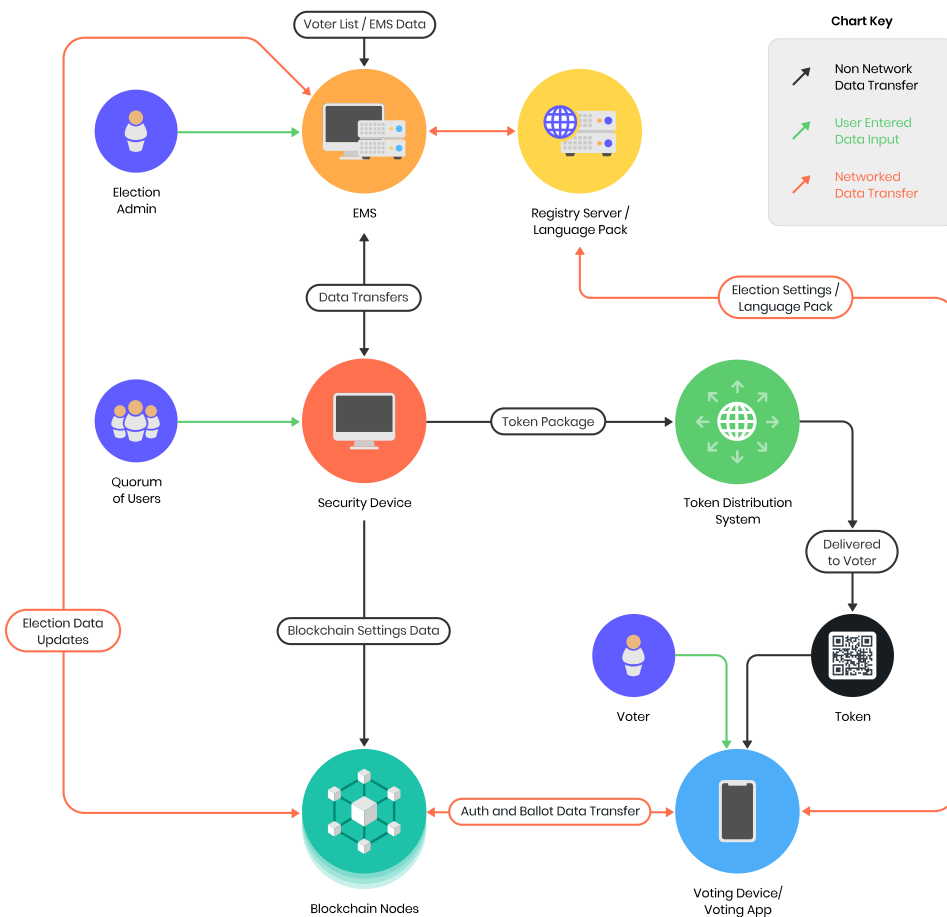 Voter List / EMS Data
Chart Key
Non Network
Data Transfer
User Entered
Data Input
Networked
Data Transfer
Election
Admin
EMS
Registry Server /
Language Pack
Data Transfers
Election Settings /
Language Pack
Quorum
of Users
Security Device
Token Package
Token Distribution
System
Delivered
to Voter
Election Data
Updates
Blockchain Settings Data
Voter
Token
Blockchain Nodes
Auth and Ballot Data Transfer
Voting Device/
Voting App